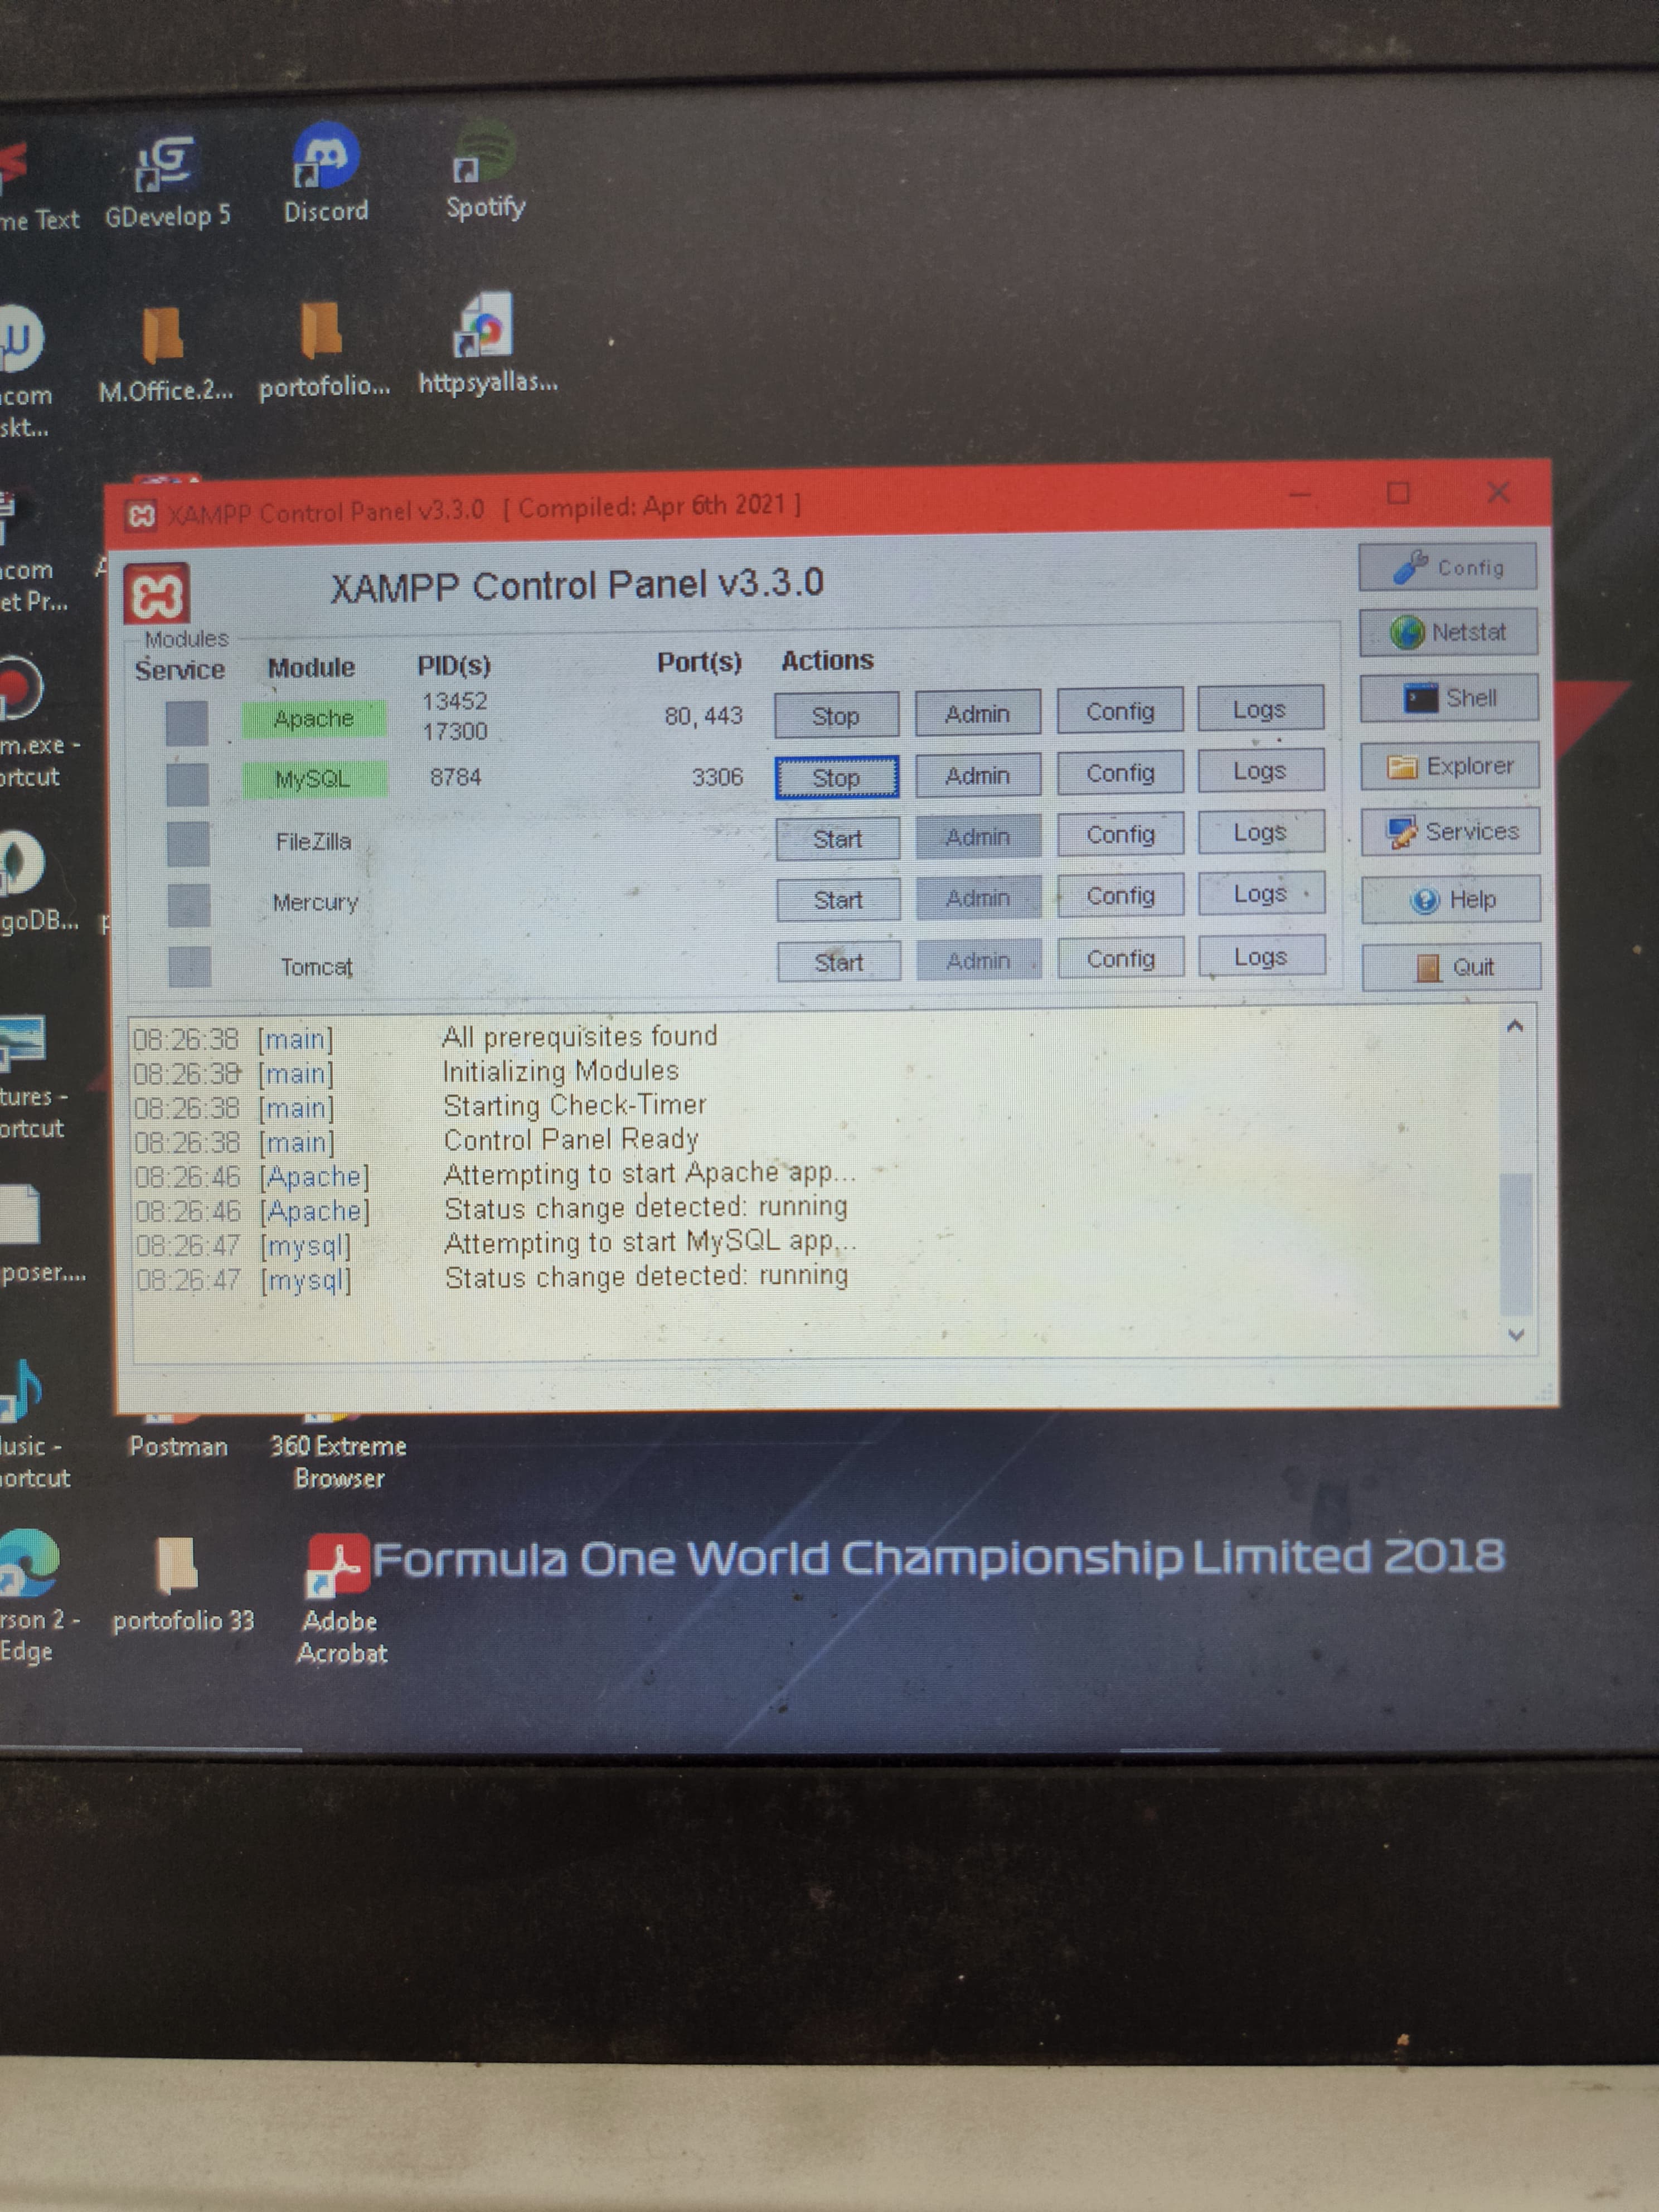 me Text GDevelop 5 Discord Spotify
com M.Office.2... portofolio... httpsyallas...
skt...
XAMPP Control Panel v3.3.0 [ Compiled: Apr 6th 2021 ]
com
et Pr...
XAMPP Control Panel v3.3.0
Config
Modules
Service Module PID(s) Port(s) Actions
Netstat
Apache 13452 17300 80, 443 Stop Admin Config Logs
Shell
m.exe -
ortcut
MySQL 8784 3306 Stop Admin Config Logs
Explorer
FileZilla Start Admin Config Logs
Services
Mercury Start Admin Config Logs
Help
goDB...
Tomcat Start Admin Config Logs
Quit
08:26:38 [main] All prerequisites found
08:26:38 [main] Initializing Modules
08:26:38 [main] Starting Check-Timer
08:26:38 [main] Control Panel Ready
08:26:46 [Apache] Attempting to start Apache app...
08:26:46 [Apache] Status change detected: running
08:26:47 [mysql] Attempting to start MySQL app...
08:26:47 [mysql] Status change detected: running
tures -
ortcut
poser....
usic - Postman 360 Extreme
ortcut Browser
Formula One World Championship Limited 2018
rson 2 - portofolio 33 Adobe
Edge Acrobat